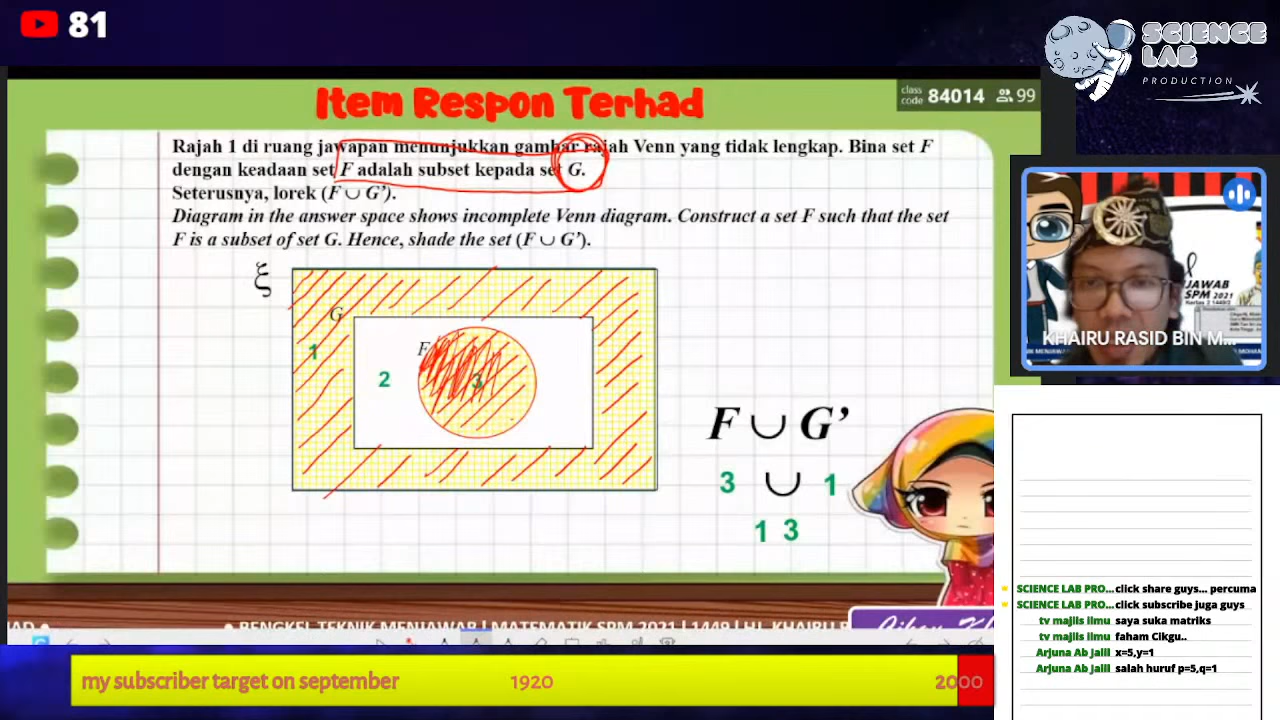 81
SCIENCE
LAB
PRODUCTION
Item Respon Terhad
class code 84014 99
Rajah 1 di ruang jawapan menunjukkan gambar rajah Venn yang tidak lengkap. Bina set F
dengan keadaan set F adalah subset kepada set G.
Seterusnya, lorek (F ∪ G’).
Diagram in the answer space shows incomplete Venn diagram. Construct a set F such that the set
F is a subset of set G. Hence, shade the set (F ∪ G’).
ξ
G
F
1
2
3
F ∪ G’
3 ∪ 1
1 3
JAWAB
SPM 2021
KHAIRU RASID BIN M...
SCIENCE LAB PRO... click share guys... percuma
SCIENCE LAB PRO... click subscribe juga guys
tv majlis ilmu saya suka matriks
tv majlis ilmu faham Cikgu..
Arjuna Ab Jalil x=5,y=1
Arjuna Ab Jalil salah huruf p=5,q=1
● BENGKEL TEKNIK MENJAWAB | MATEMATIK SPM 2021 | 1449 | HJ. KHAIRU
my subscriber target on september 1920 2000